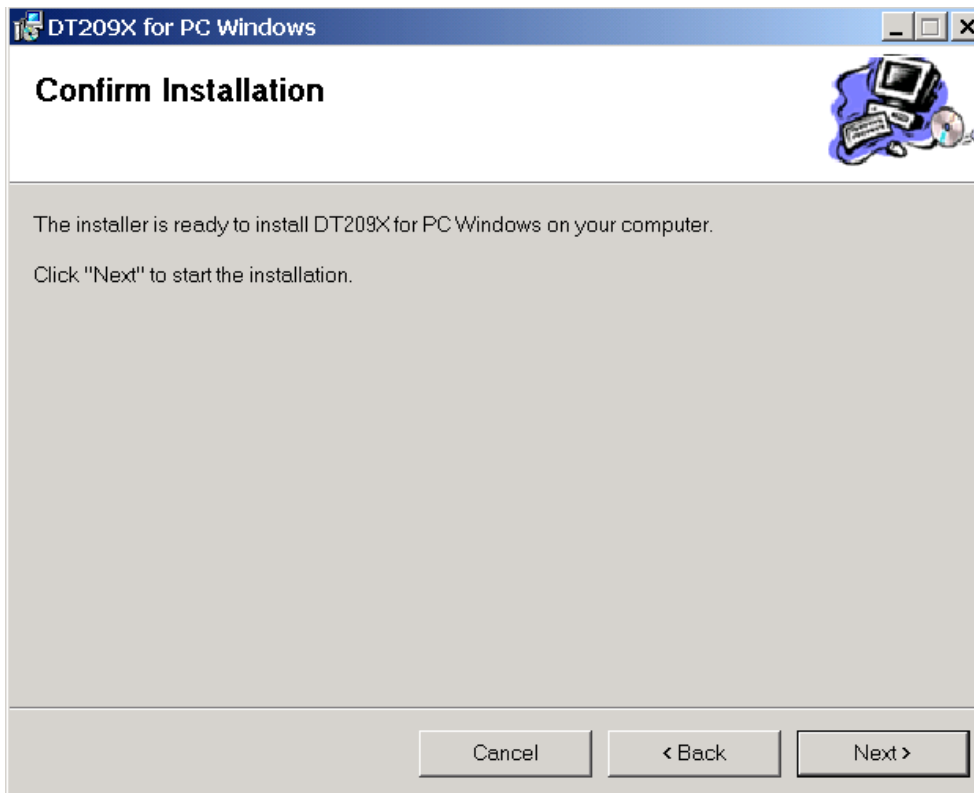 DT209X for PC Windows
Confirm Installation
The installer is ready to install DT209X for PC Windows on your computer.
Click "Next" to start the installation.
Cancel
< Back
Next >